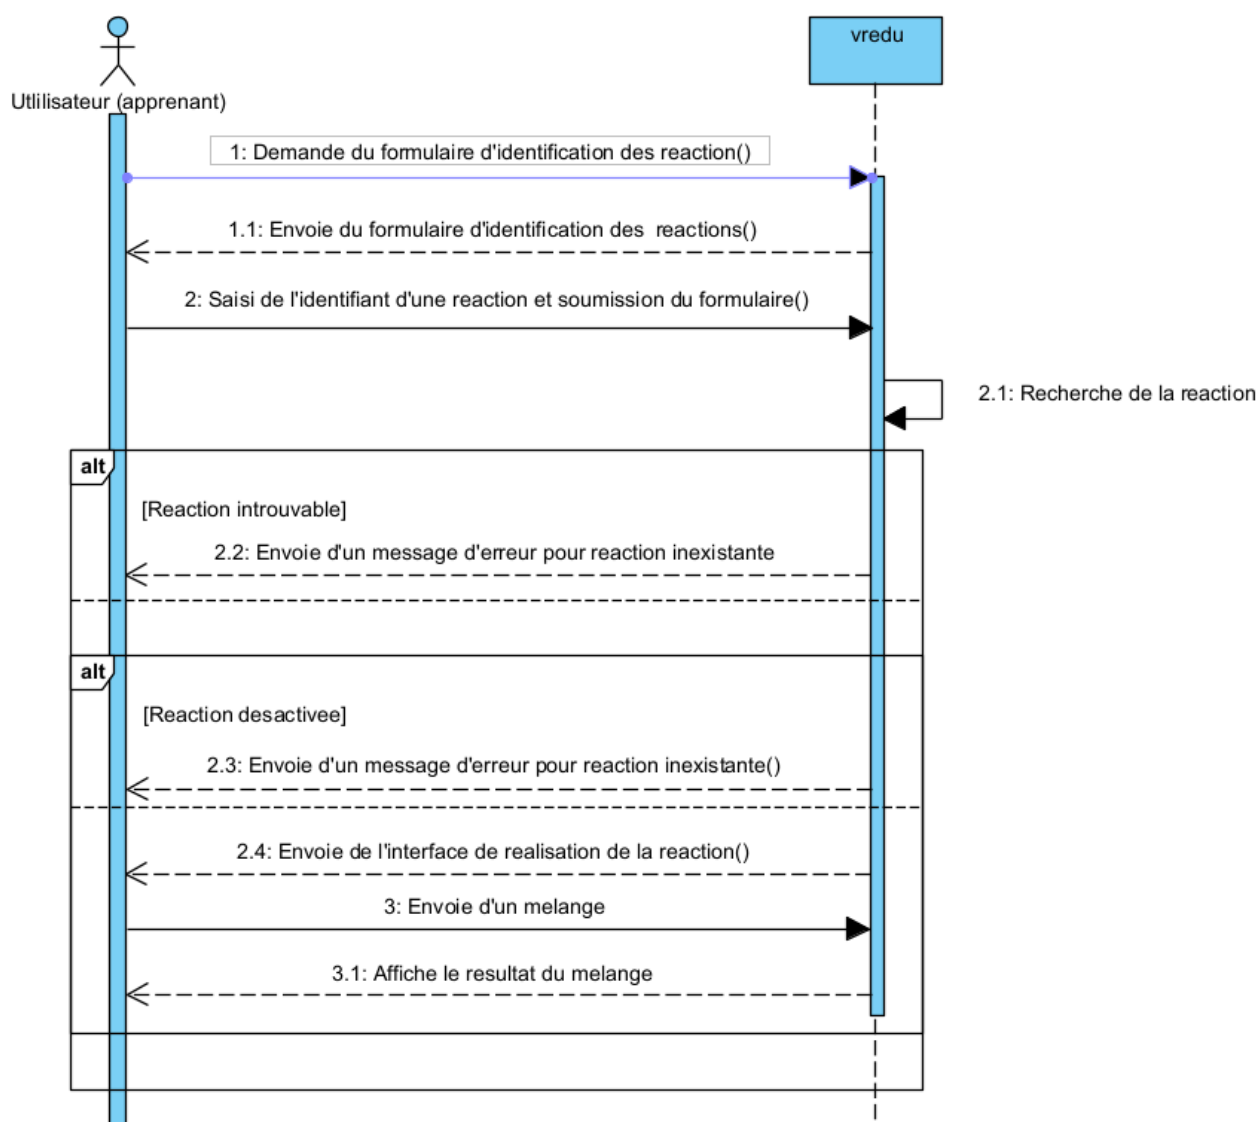 vredu
Utlilisateur (apprenant)
1: Demande du formulaire d'identification des reaction()
1.1: Envoie du formulaire d'identification des  reactions()
2: Saisi de l'identifiant d'une reaction et soumission du formulaire()
2.1: Recherche de la reaction
alt
[Reaction introuvable]
2.2: Envoie d'un message d'erreur pour reaction inexistante
alt
[Reaction desactivee]
2.3: Envoie d'un message d'erreur pour reaction inexistante()
2.4: Envoie de l'interface de realisation de la reaction()
3: Envoie d'un melange
3.1: Affiche le resultat du melange